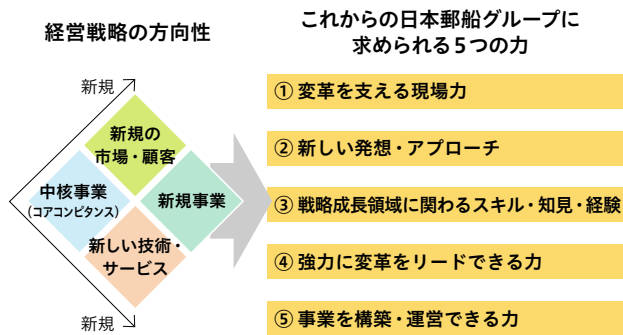 経営戦略の方向性
新規
新規の
市場・顧客
中核事業
（コアコンピタンス）
新規事業
新しい技術・
サービス
新規
これからの日本郵船グループに
求められる５つの力
① 変革を支える現場力
② 新しい発想・アプローチ
③ 戦略成長領域に関わるスキル・知見・経験
④ 強力に変革をリードできる力
⑤ 事業を構築・運営できる力